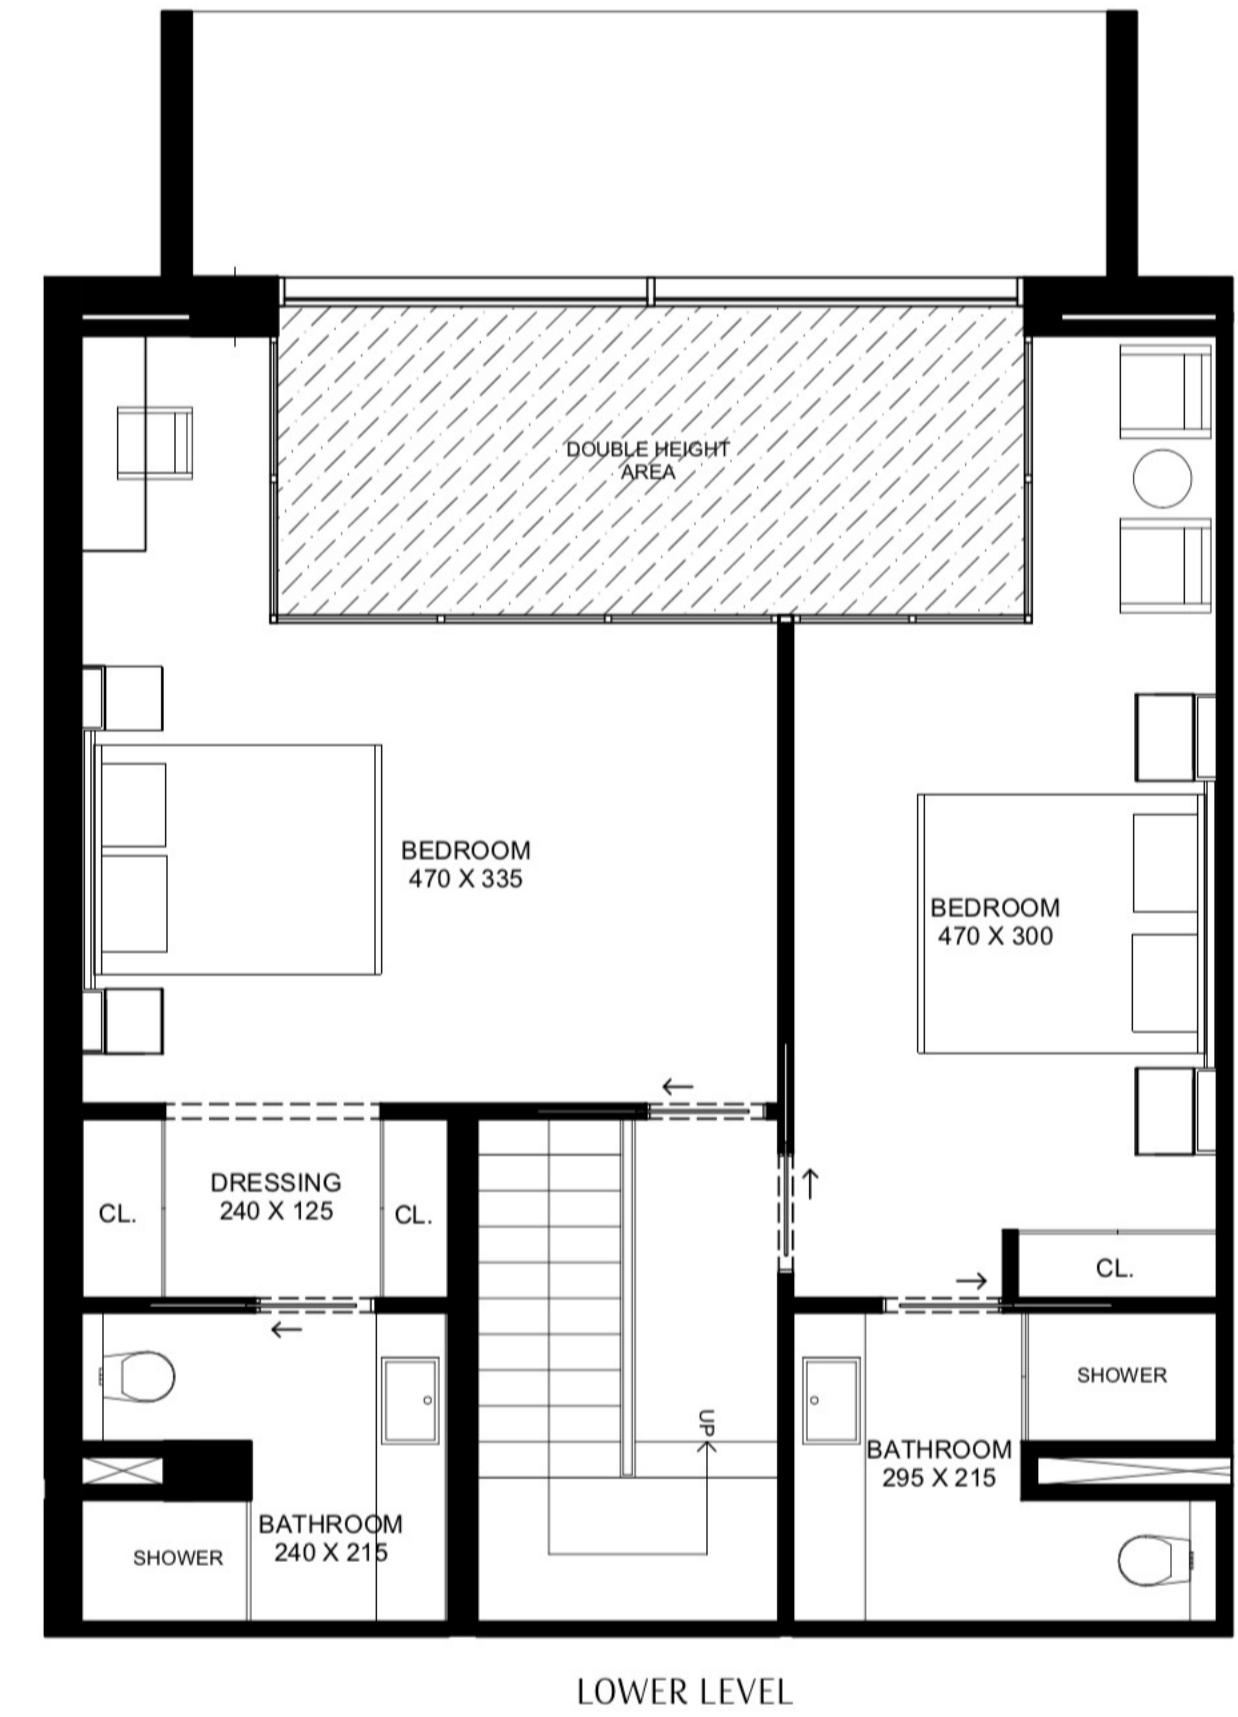 DOUBLE HEIGHT
AREA
BEDROOM
470 X 335
BEDROOM
470 X 300
DRESSING
240 X 125
CL.
CL.
CL.
SHOWER
UP
BATHROOM
295 X 215
BATHROOM
240 X 215
SHOWER
LOWER LEVEL